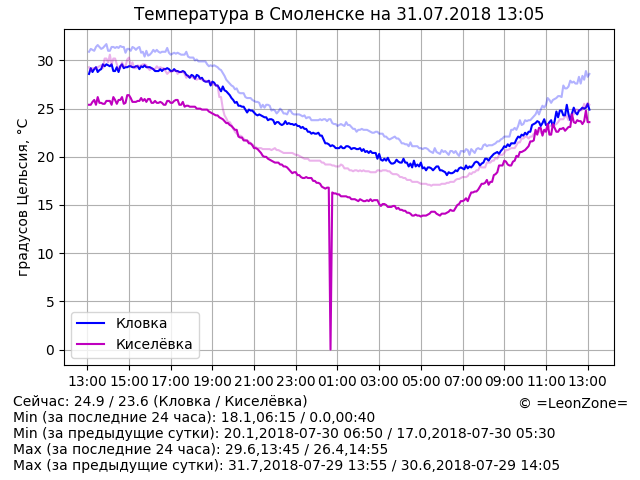 Температура в Смоленске на 31.07.2018 13:05
градусов Цельсия, °C
30
25
20
15
10
5
0
Кловка
Киселёвка
13:00 15:00 17:00 19:00 21:00 23:00 01:00 03:00 05:00 07:00 09:00 11:00 13:00
Сейчас: 24.9 / 23.6 (Кловка / Киселёвка)
© =LeonZone=
Min (за последние 24 часа): 18.1,06:15 / 0.0,00:40
Min (за предыдущие сутки): 20.1,2018-07-30 06:50 / 17.0,2018-07-30 05:30
Max (за последние 24 часа): 29.6,13:45 / 26.4,14:55
Max (за предыдущие сутки): 31.7,2018-07-29 13:55 / 30.6,2018-07-29 14:05